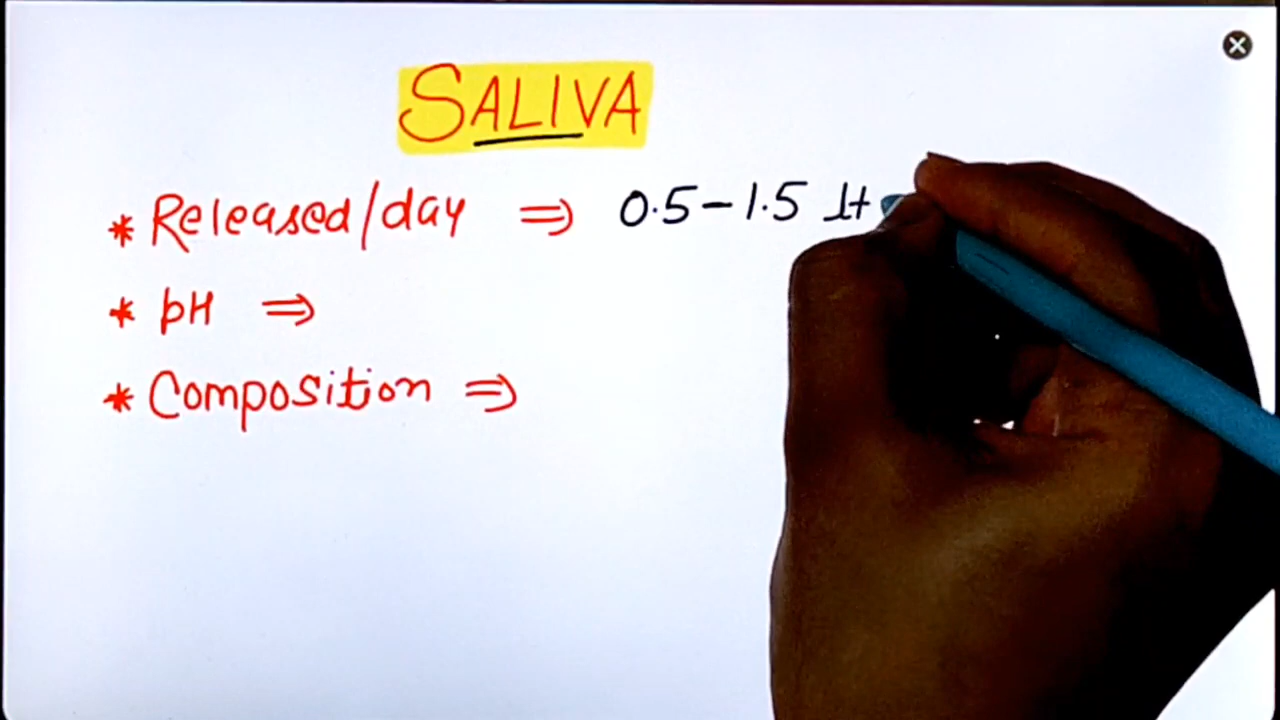 SALIVA
* Released/day ⇒ 0.5-1.5 lt
* pH ⇒
* Composition ⇒